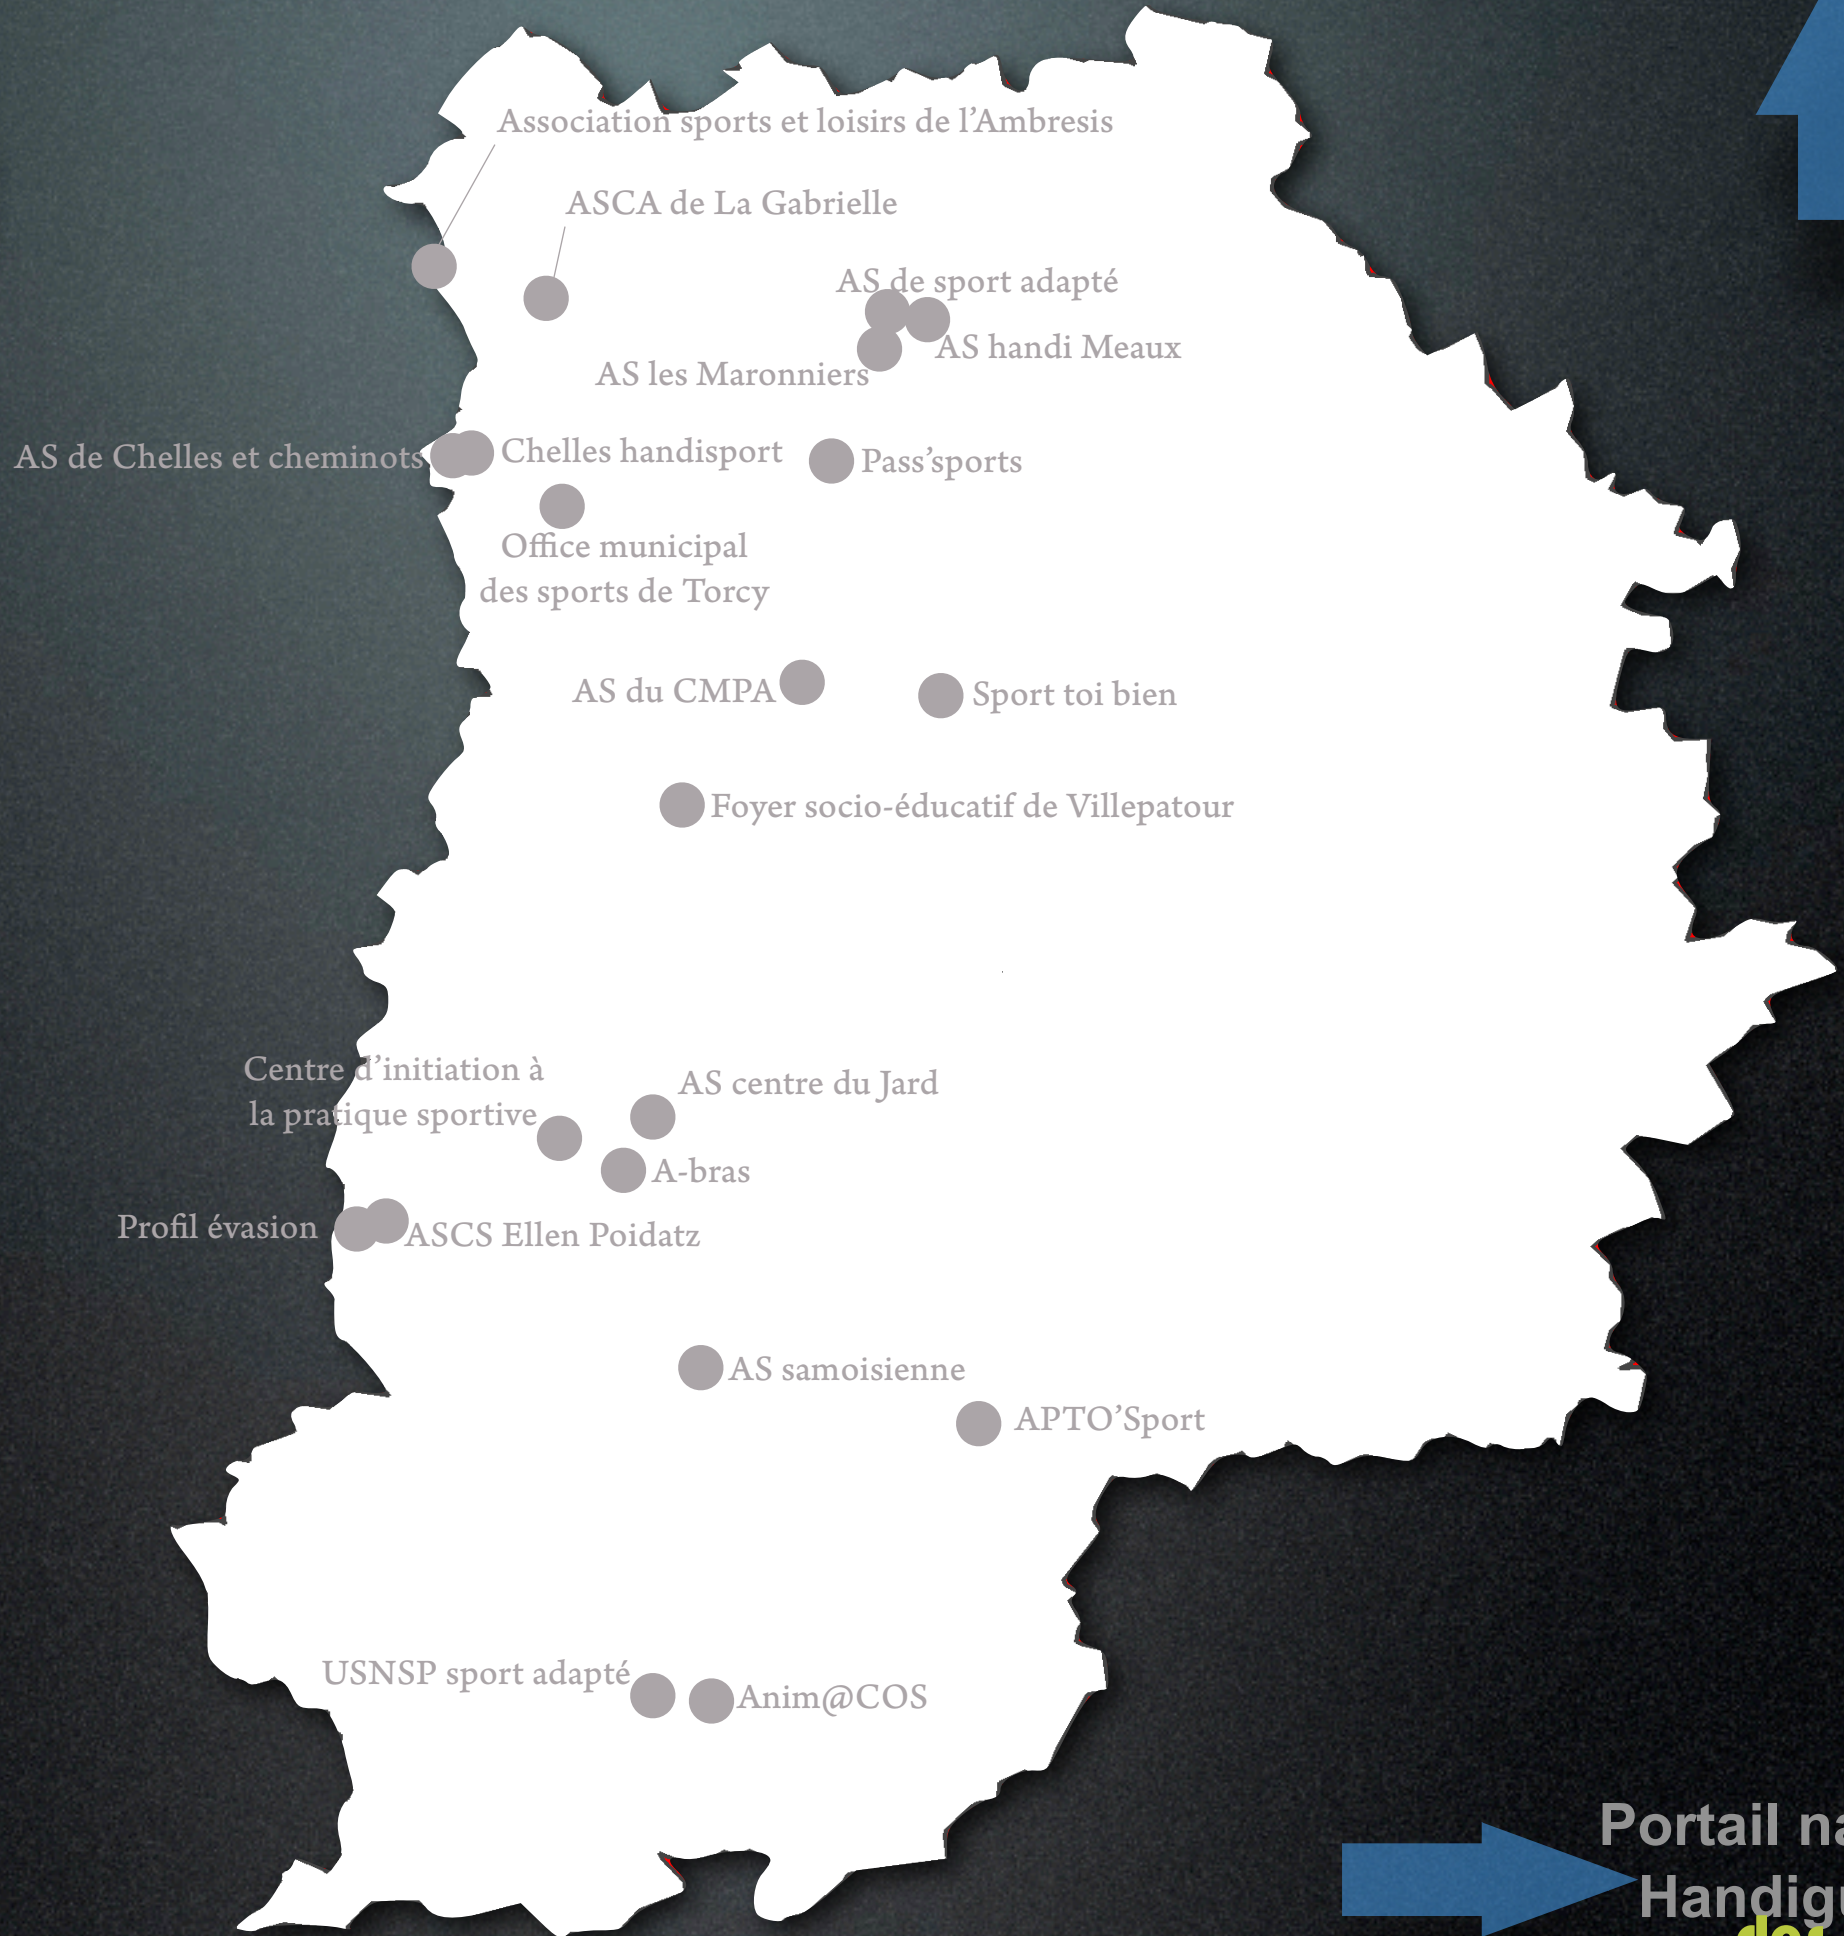 Association sports et loisirs de l'Ambresis
ASCA de La Gabrielle
AS de sport adapté
AS handi Meaux
AS les Maronniers
AS de Chelles et cheminots
Chelles handisport
Pass'sports
Office municipal
des sports de Torcy
AS du CMPA
Sport toi bien
Foyer socio-éducatif de Villepatour
Centre d'initiation à
la pratique sportive
AS centre du Jard
A-bras
Profil évasion
ASCS Ellen Poidatz
AS samoisienne
APTO'Sport
USNSP sport adapté
Anim@COS
Portail